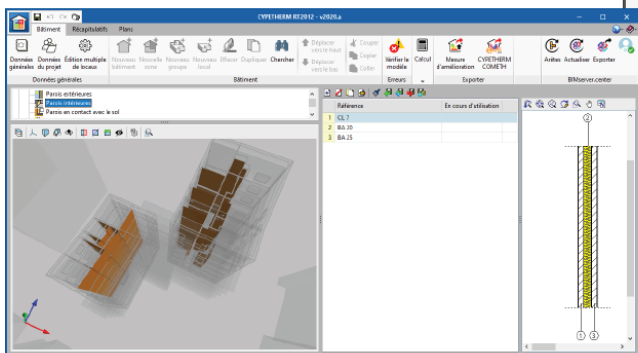 CYPETHERM RT2012 - v2026.a
Bâtiment Récapitulatifs Plans
Données générales
Données du projet
Édition multiple de locaux
Nouveau bâtiment
Nouvelle zone
Nouveau groupe
Nouveau local
Effacer
Dupliquer
Chercher
Déplacer vers le haut
Déplacer vers le bas
Couper
Copier
Coller
Vérifier le modèle
Calcul
Mesure d'amélioration
CYPETHERM COMETH
Arêtes
Actualiser
Exporter
Données générales
Bâtiment
Erreurs
Exporter
BIMserver.center
Parois extérieures
Parois intérieures
Parois en contact avec le sol
Référence En cours d'utilisation
1 CL 7
2 BA 20
3 BA 25
2
1 3